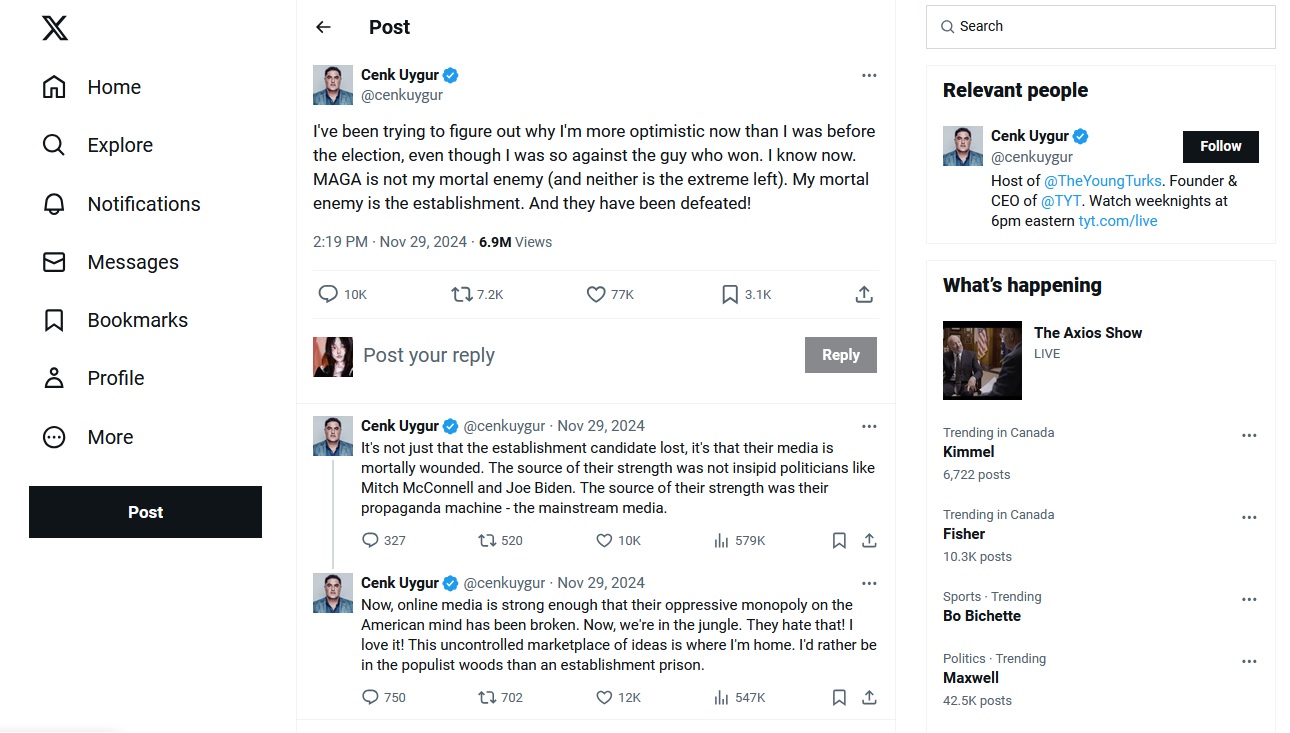 Home
Explore
Notifications
Messages
Bookmarks
Profile
More
Post
Post
Cenk Uygur
@cenkuygur
I've been trying to figure out why I'm more optimistic now than I was before
the election, even though I was so against the guy who won. I know now.
MAGA is not my mortal enemy (and neither is the extreme left). My mortal
enemy is the establishment. And they have been defeated!
2:19 PM · Nov 29, 2024 · 6.9M Views
10K 7.2K 77K 3.1K
Post your reply
Reply
Cenk Uygur @cenkuygur · Nov 29, 2024
It's not just that the establishment candidate lost, it's that their media is
mortally wounded. The source of their strength was not insipid politicians like
Mitch McConnell and Joe Biden. The source of their strength was their
propaganda machine - the mainstream media.
327 520 10K 579K
Cenk Uygur @cenkuygur · Nov 29, 2024
Now, online media is strong enough that their oppressive monopoly on the
American mind has been broken. Now, we're in the jungle. They hate that! I
love it! This uncontrolled marketplace of ideas is where I'm home. I'd rather be
in the populist woods than an establishment prison.
750 702 12K 547K
Search
Relevant people
Cenk Uygur
@cenkuygur
Follow
Host of @TheYoungTurks. Founder &
CEO of @TYT. Watch weeknights at
6pm eastern tyt.com/live
What's happening
The Axios Show
LIVE
Trending in Canada
Kimmel
6,722 posts
Trending in Canada
Fisher
10.3K posts
Sports · Trending
Bo Bichette
Politics · Trending
Maxwell
42.5K posts